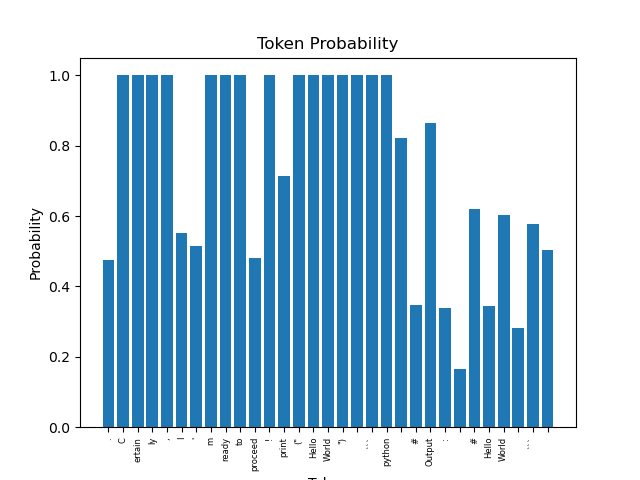 Token Probability
Probability
1.0
0.8
0.6
0.4
0.2
0.0
.
C
ertain
ly
,
I
'
m
ready
to
proceed
!
print
("
Hello
World
")
```
python
#
Output
:
#
Hello
World
```